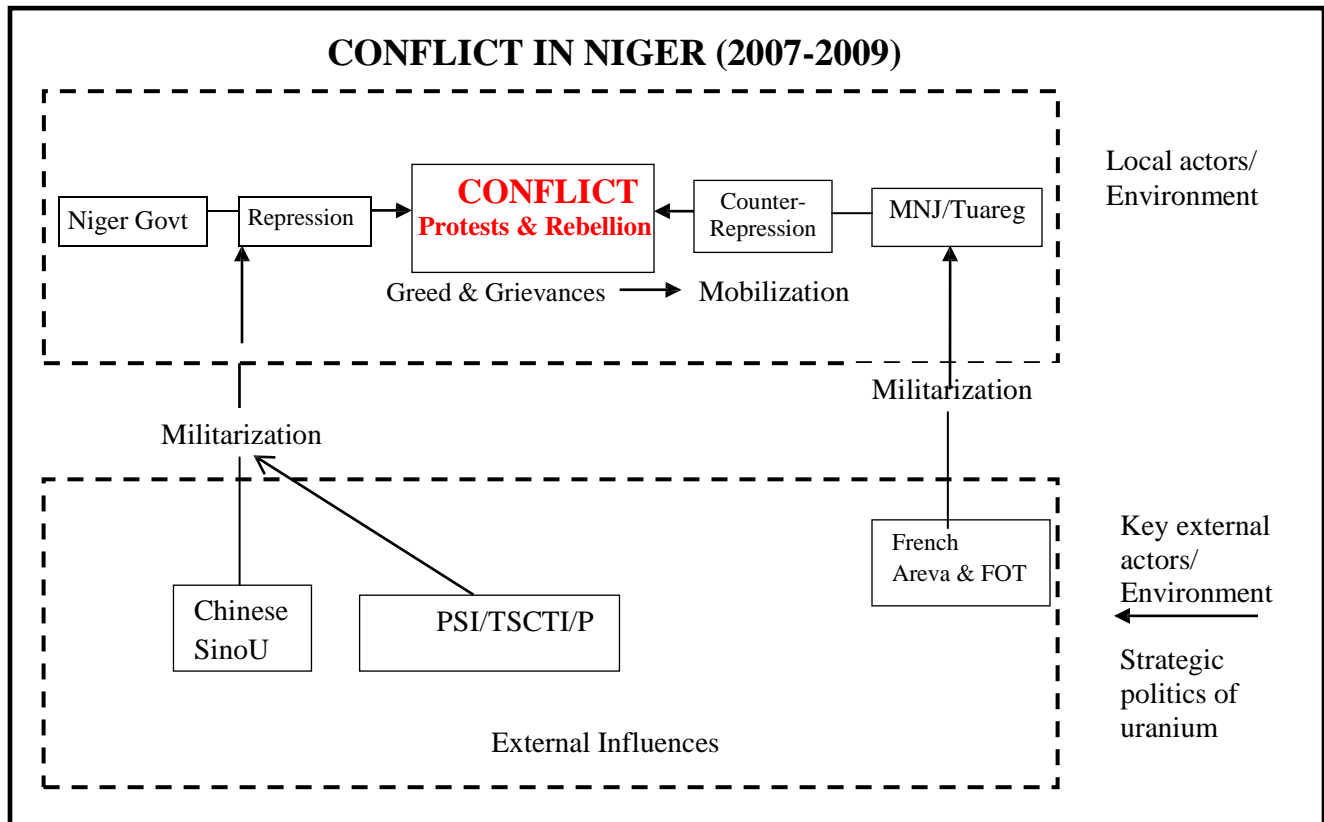 CONFLICT IN NIGER (2007-2009)
Niger Govt
Repression
CONFLICT
Protests & Rebellion
Counter-
Repression
MNJ/Tuareg
Local actors/
Environment
Greed & Grievances
Mobilization
Militarization
Militarization
Chinese
SinoU
PSI/TSCTI/P
French
Areva & FOT
Key external
actors/
Environment
Strategic
politics of
uranium
External Influences